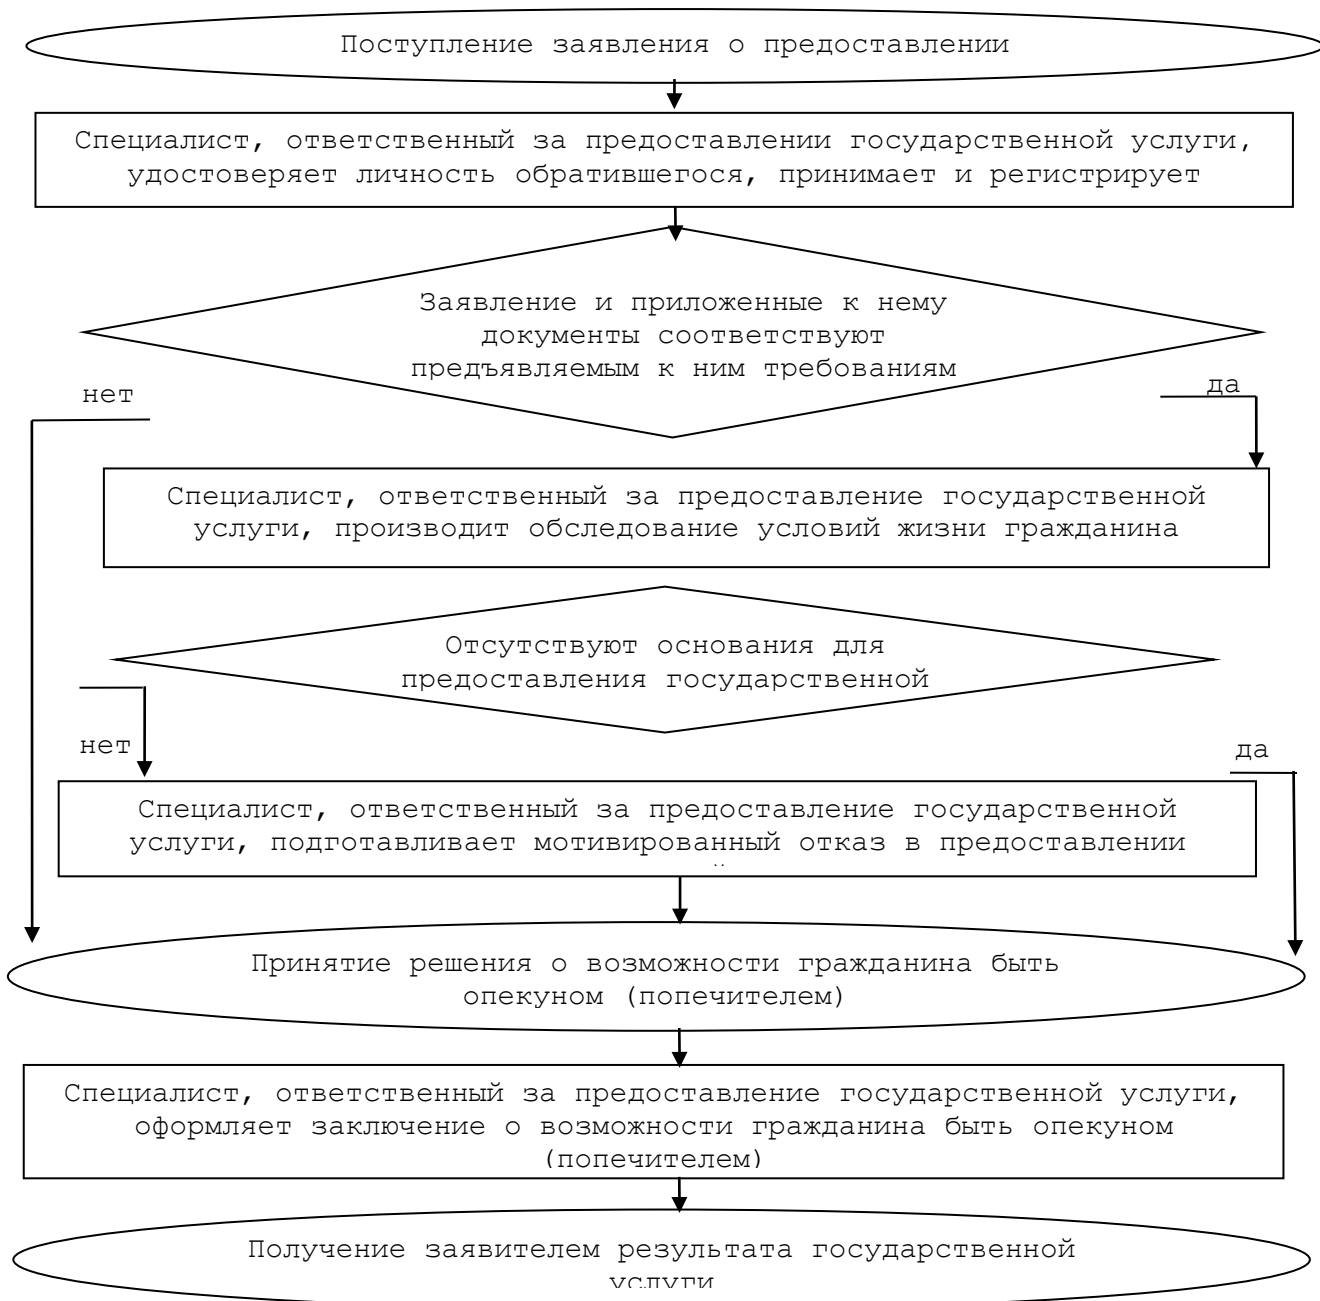 Поступление заявления о предоставлении
Специалист, ответственный за предоставлении государственной услуги,
удостоверяет личность обратившегося, принимает и регистрирует
Заявление и приложенные к нему
документы соответствуют
предъявляемым к ним требованиям
нет
да
Специалист, ответственный за предоставление государственной
услуги, производит обследование условий жизни гражданина
Отсутствуют основания для
предоставления государственной
нет
да
Специалист, ответственный за предоставление государственной
услуги, подготавливает мотивированный отказ в предоставлении
Принятие решения о возможности гражданина быть
опекуном (попечителем)
Специалист, ответственный за предоставление государственной услуги,
оформляет заключение о возможности гражданина быть опекуном
(попечителем)
Получение заявителем результата государственной
услуги